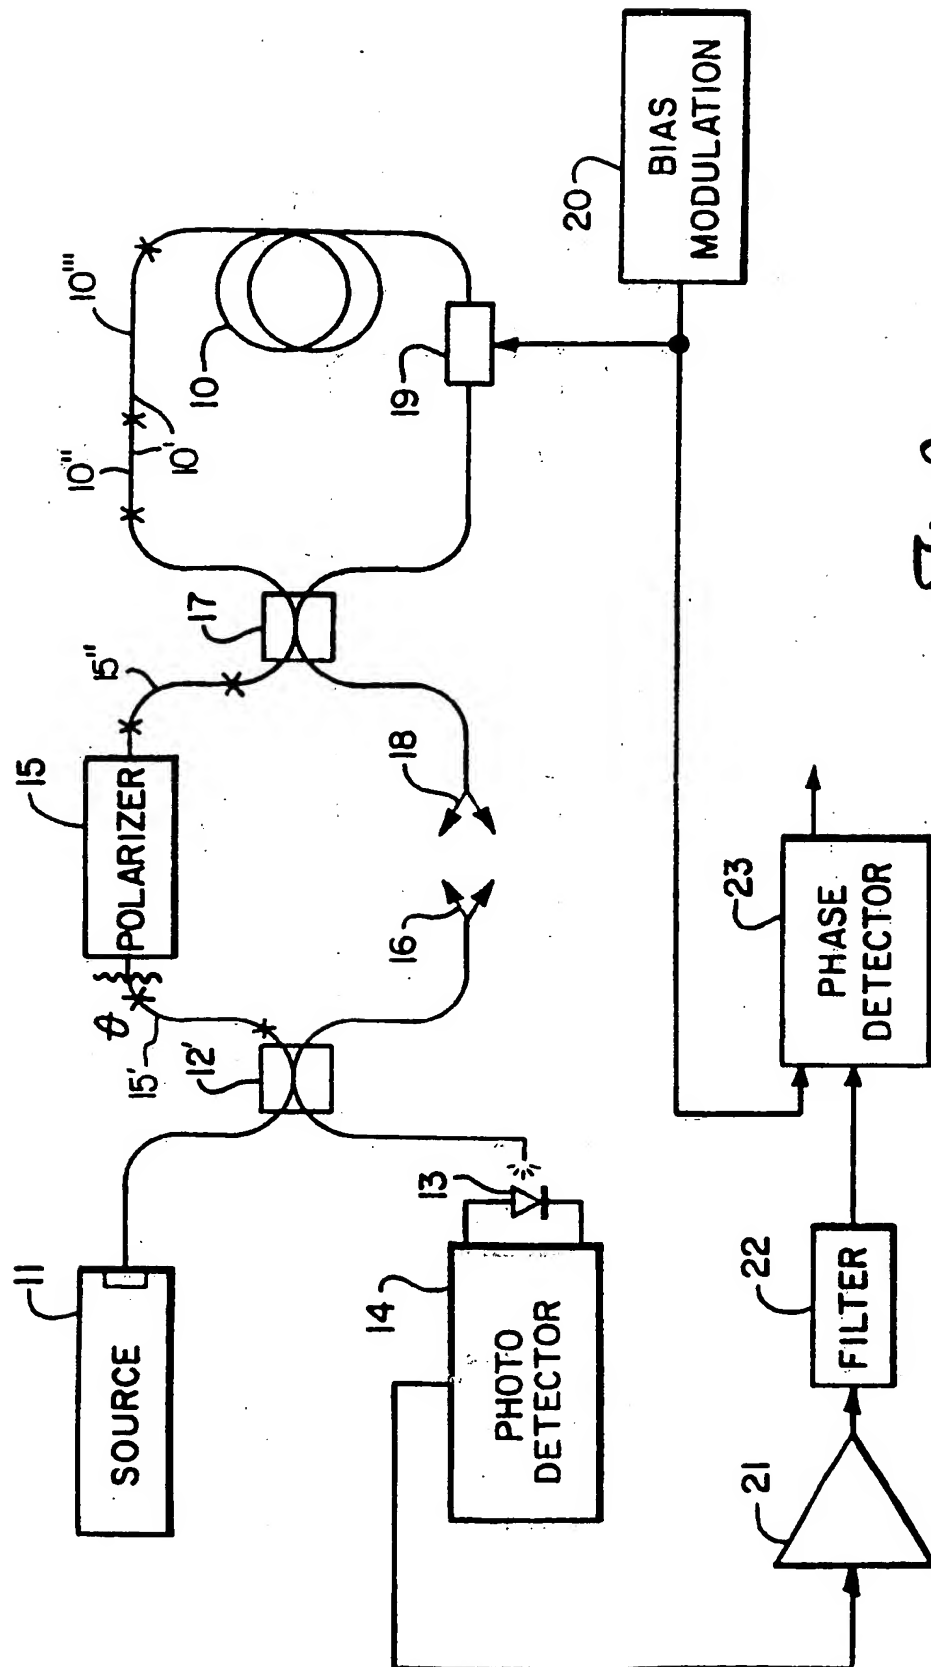 11
SOURCE
θ
15'
12'
15
POLARIZER
15"
17
10"
10'
10'''
10
14
13
PHOTO
DETECTOR
16
18
19
20
BIAS
MODULATION
21
22
FILTER
23
PHASE
DETECTOR